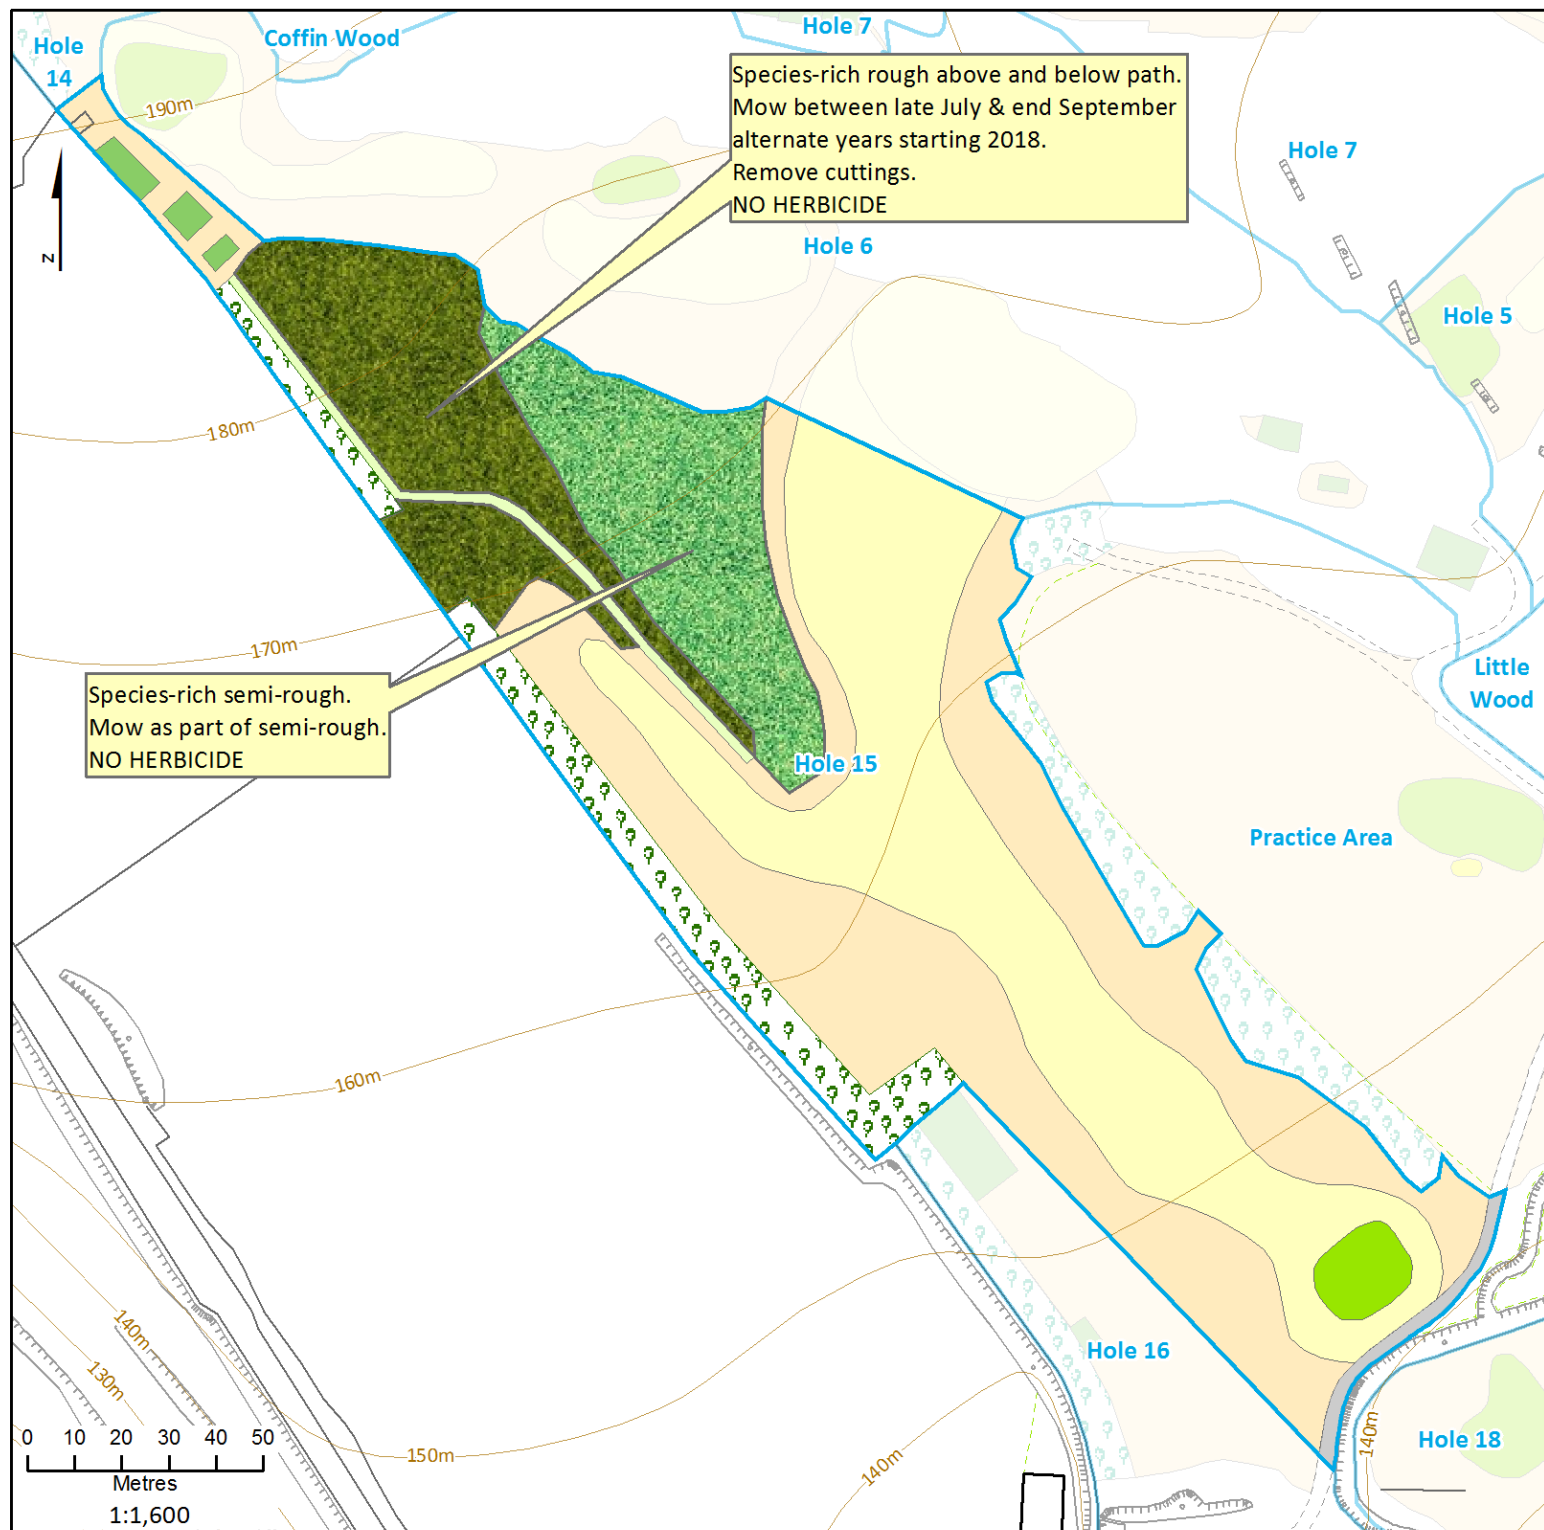 Hole
14
Coffin Wood
Hole 7
190m
Species-rich rough above and below path.
Mow between late July & end September
alternate years starting 2018.
Remove cuttings.
NO HERBICIDE
Hole 7
Hole 6
N
Hole 5
180m
170m
Species-rich semi-rough.
Mow as part of semi-rough.
NO HERBICIDE
Little
Wood
Hole 15
Practice Area
160m
140m
130m
Hole 16
150m
140m
140m
Hole 18
0 10 20 30 40 50
Metres
1:1,600